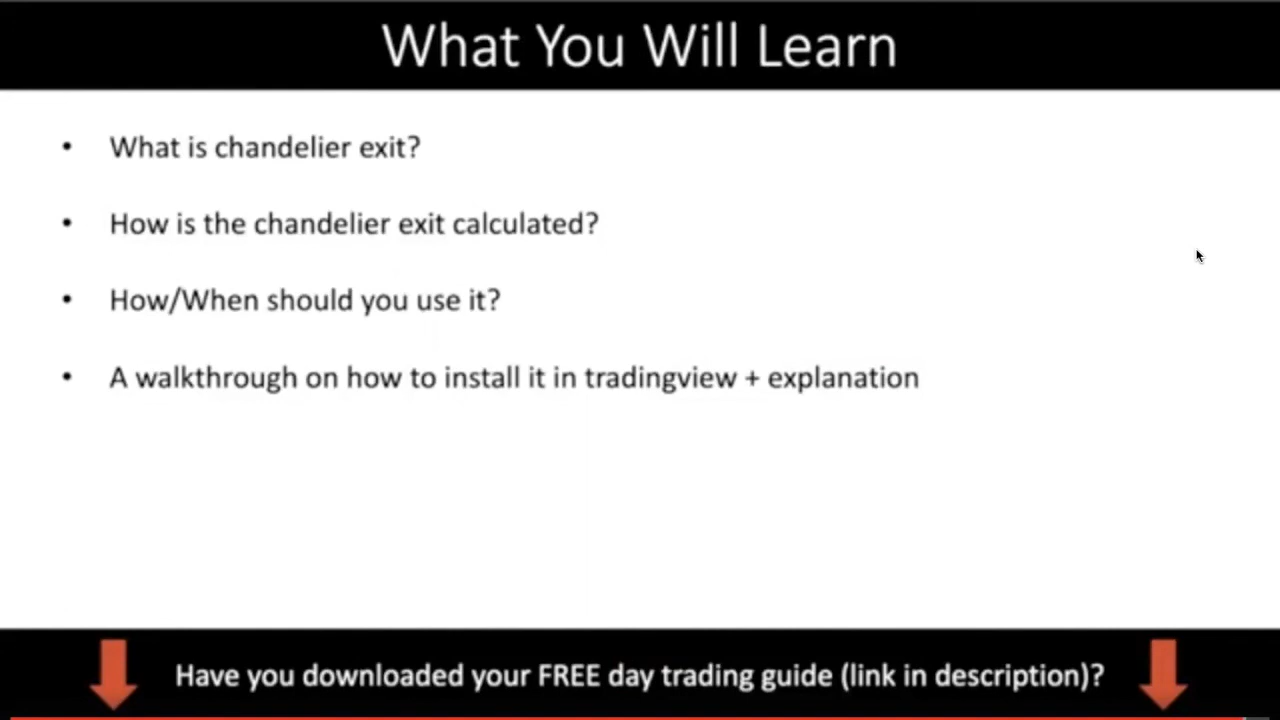 What You Will Learn
• What is chandelier exit?
• How is the chandelier exit calculated?
• How/When should you use it?
• A walkthrough on how to install it in tradingview + explanation
Have you downloaded your FREE day trading guide (link in description)?